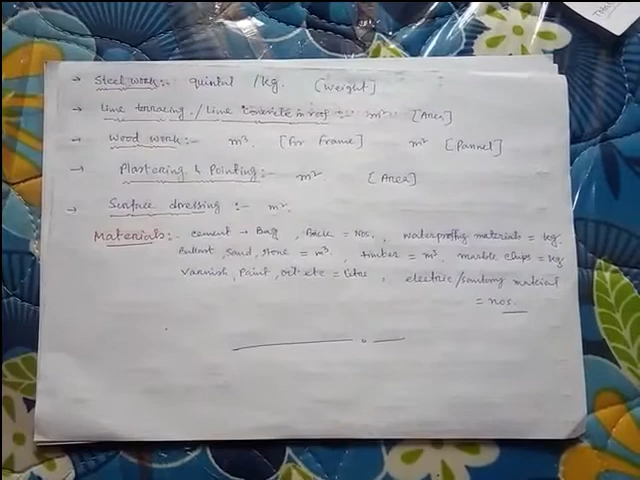 → Steel work:- quintal /kg. [weight]
→ Lime terracing / Lime concrete in roof :- m² [Area]
→ Wood work:- m³ [For Frame] m² [Pannel]
→ Plastering & Pointing:- m² [Area]
→ Surface dressing :- m².
Materials:- cement → Bag, Brick = Nos, waterproofing materials = kg.
Ballast, Sand, stone = m³, timber = m³, marble chips = kg
Varnish, Paint, oil etc = Litre, electric/sanitary material
= nos.